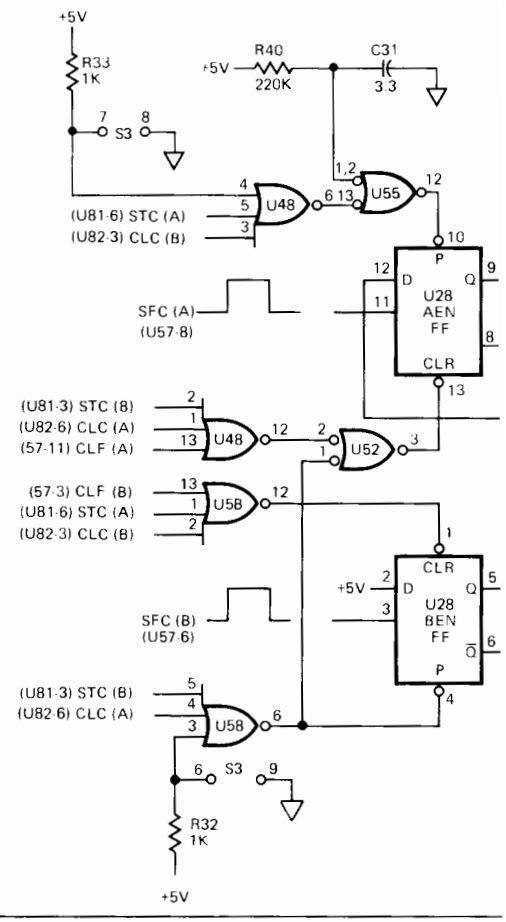 +5V
R33
1K
+5V
R40
220K
C31
3.3
7
S3
8
4
5
3
U48
6
1,2
13
U55
12
(U81-6) STC (A)
(U82-3) CLC (B)
10
P
12
D
Q
9
11
U28
AEN
FF
8
CLR
13
SFC (A)
(U57-8)
(U81-3) STC (8)
2
(U82-6) CLC (A)
1
(57-11) CLF (A)
13
U48
12
2
1
U52
3
(57-3) CLF (B)
13
(U81-6) STC (A)
1
(U82-3) CLC (B)
2
U5B
12
1
CLR
+5V
2
D
Q
5
3
U28
BEN
FF
Q̅
6
P
4
SFC (B)
(U57-6)
(U81-3) STC (B)
5
(U82-6) CLC (A)
4
3
U58
6
6
S3
9
R32
1K
+5V